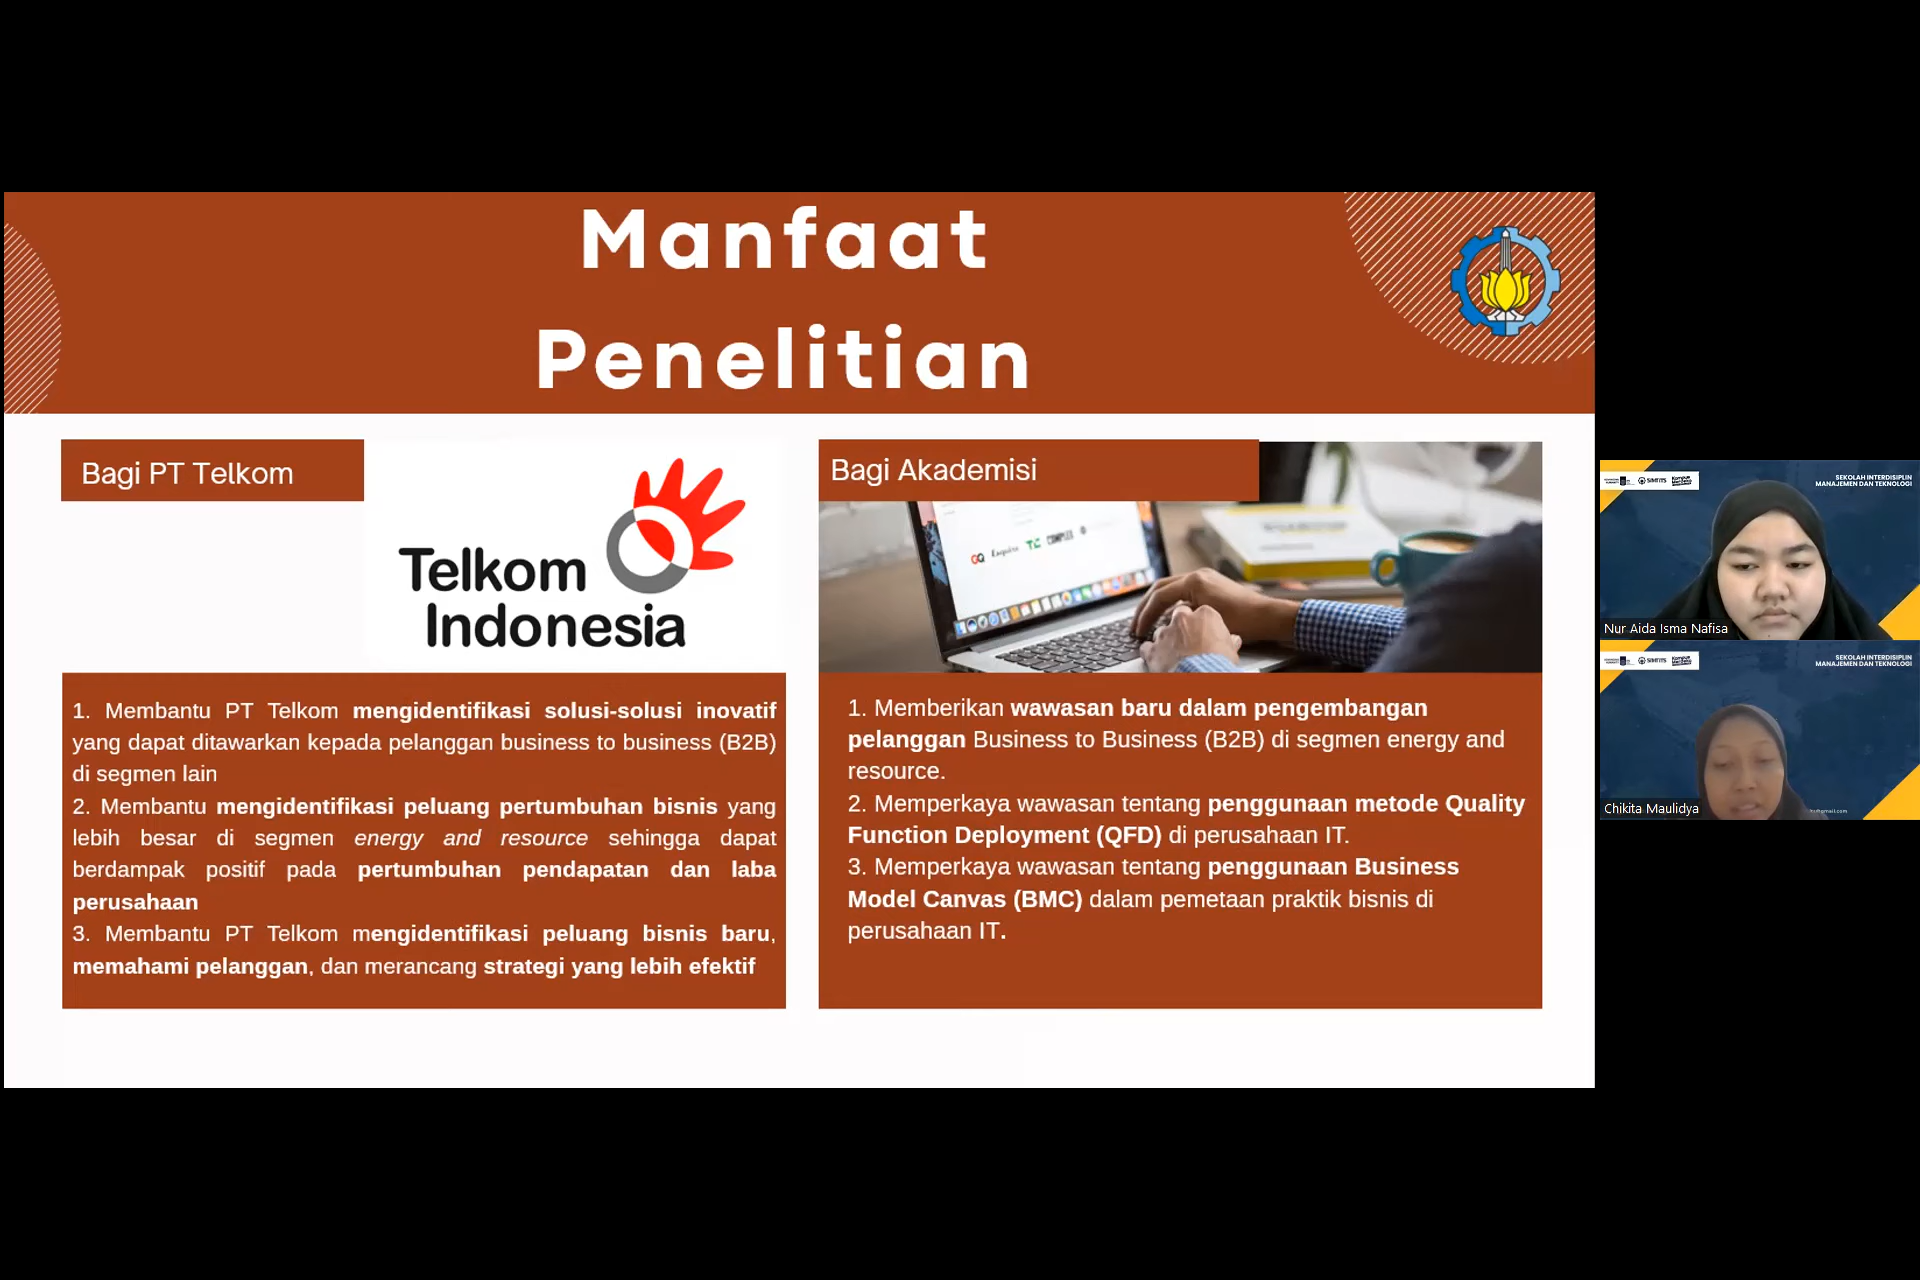 Manfaat
Penelitian
Bagi PT Telkom
Telkom
Indonesia
1. Membantu PT Telkom mengidentifikasi solusi-solusi inovatif
yang dapat ditawarkan kepada pelanggan business to business (B2B)
di segmen lain
2. Membantu mengidentifikasi peluang pertumbuhan bisnis yang
lebih besar di segmen energy and resource sehingga dapat
berdampak positif pada pertumbuhan pendapatan dan laba
perusahaan
3. Membantu PT Telkom mengidentifikasi peluang bisnis baru,
memahami pelanggan, dan merancang strategi yang lebih efektif
Bagi Akademisi
GQ Esquire TC COMPLEX
1. Memberikan wawasan baru dalam pengembangan
pelanggan Business to Business (B2B) di segmen energy and
resource.
2. Memperkaya wawasan tentang penggunaan metode Quality
Function Deployment (QFD) di perusahaan IT.
3. Memperkaya wawasan tentang penggunaan Business
Model Canvas (BMC) dalam pemetaan praktik bisnis di
perusahaan IT.
SEKOLAH INTERDISIPLIN
MANAJEMEN DAN TEKNOLOGI
Nur Aida Isma Nafisa
SEKOLAH INTERDISIPLIN
MANAJEMEN DAN TEKNOLOGI
Chikita Maulidya